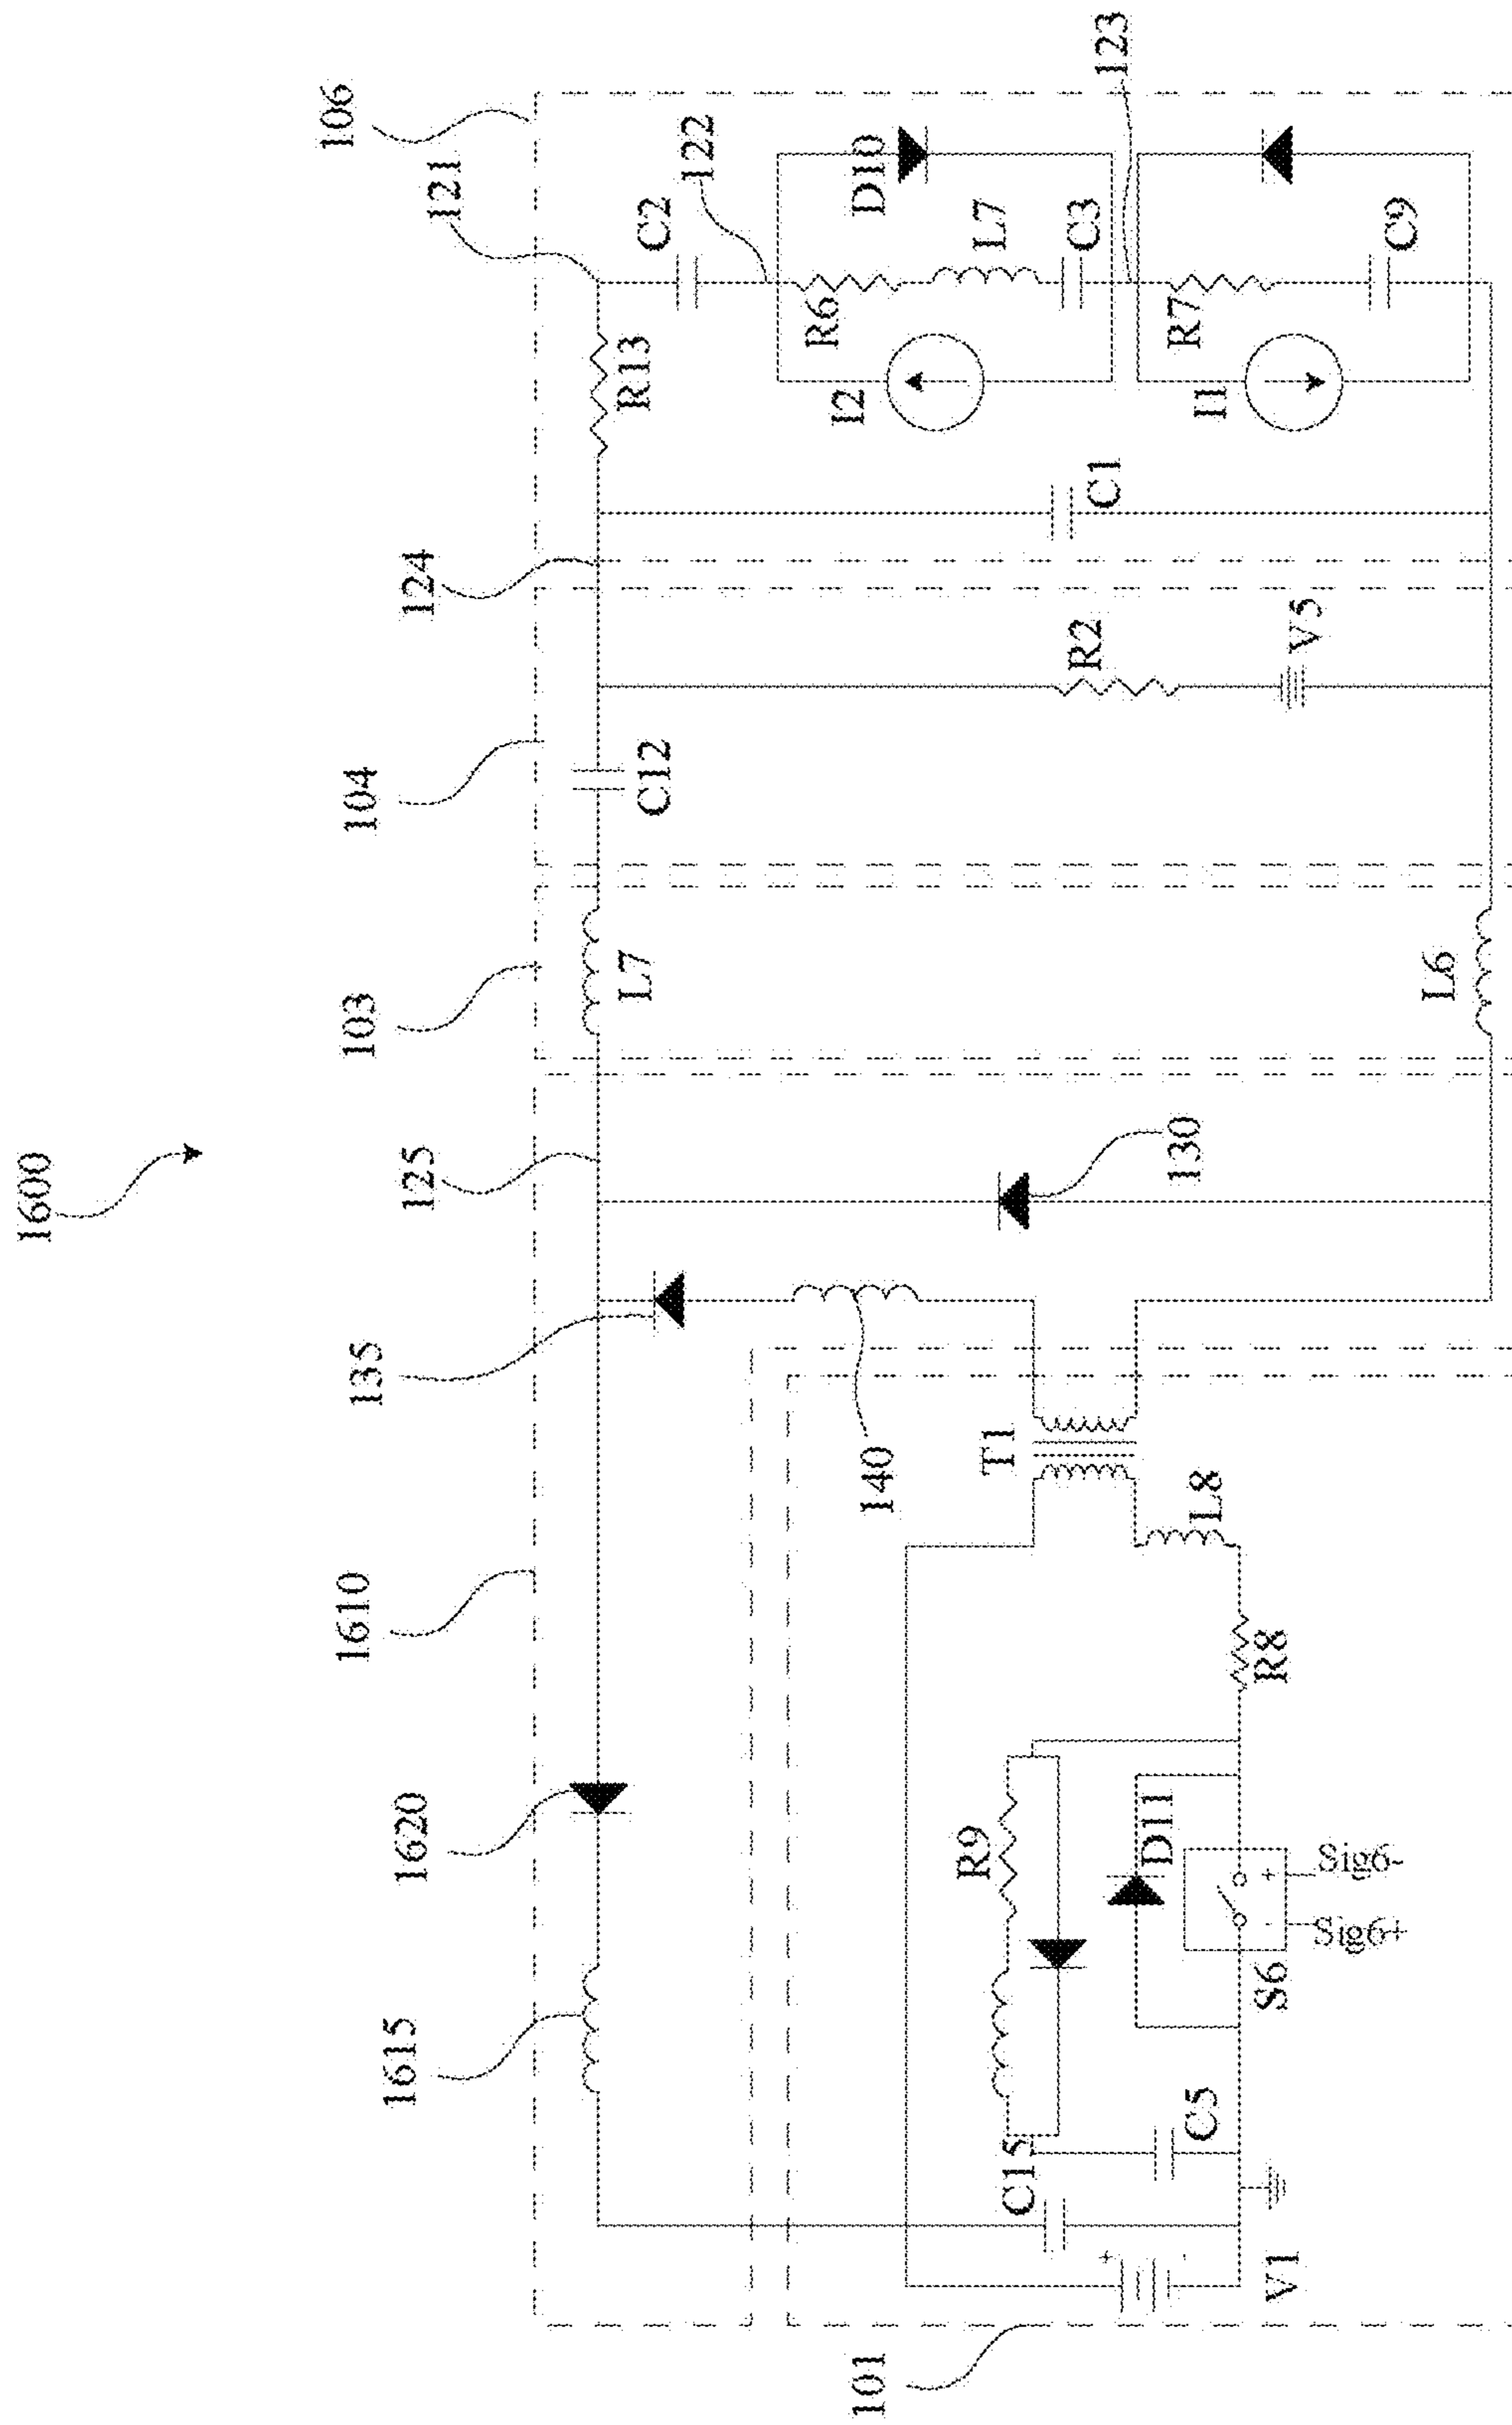 1600
106
121
124
104
103
125
135
1610
1620
1615
101
C2
122
D10
123
R13
R6
L7
C3
I2
R7
C9
I1
C1
R2
V5
C12
L7
L6
130
140
T1
L8
R8
R9
D11
Sig6-
Sig6+
S6
C15
C5
+
-
V1
+
-